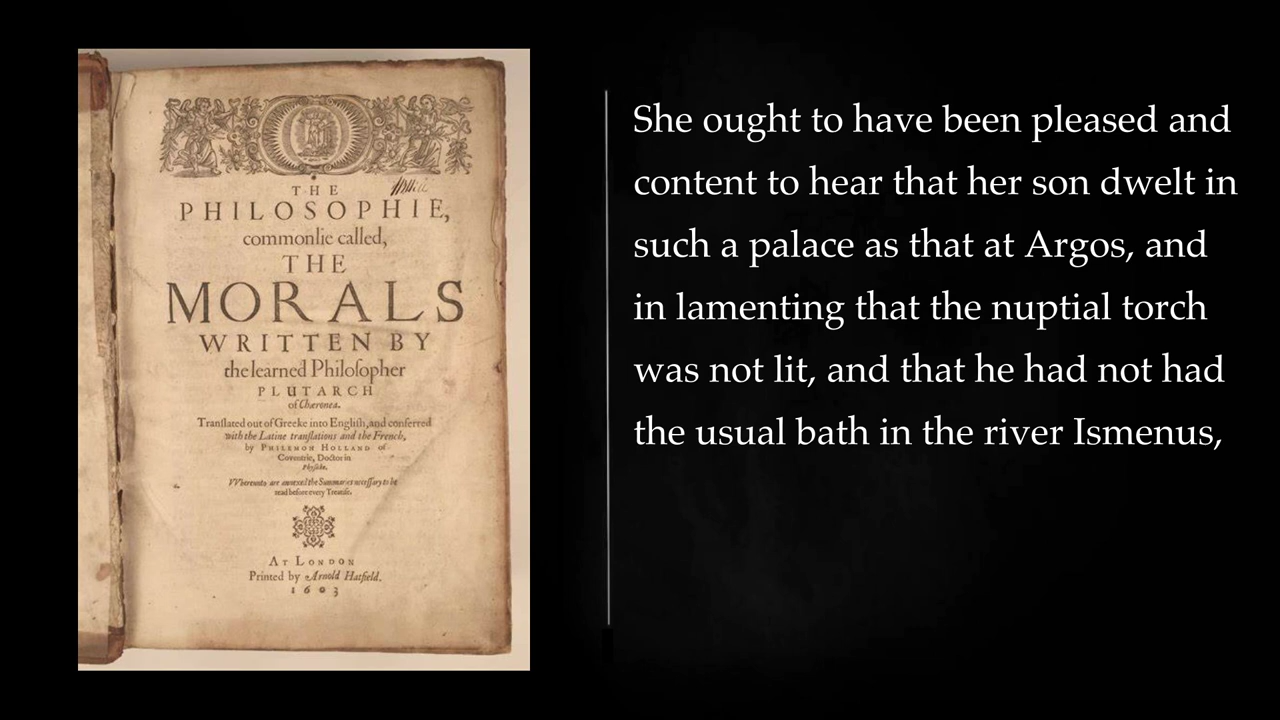 THE
PHILOSOPHIE,
commonlie called,
THE
MORALS
WRITTEN BY
the learned Philoſopher
PLUTARCH
of Chæronea.
Tranſlated out of Greeke into Engliſh, and conferred
with the Latine tranſlations and the French,
by PHILEMON HOLLAND of
Coventrie, Doctor in
Phyſicke.
VVhereunto are annexed the Summaries neceſſary to be
read before every Treatiſe.
AT LONDON
Printed by Arnold Hatfield.
1603
She ought to have been pleased and
content to hear that her son dwelt in
such a palace as that at Argos, and
in lamenting that the nuptial torch
was not lit, and that he had not had
the usual bath in the river Ismenus,